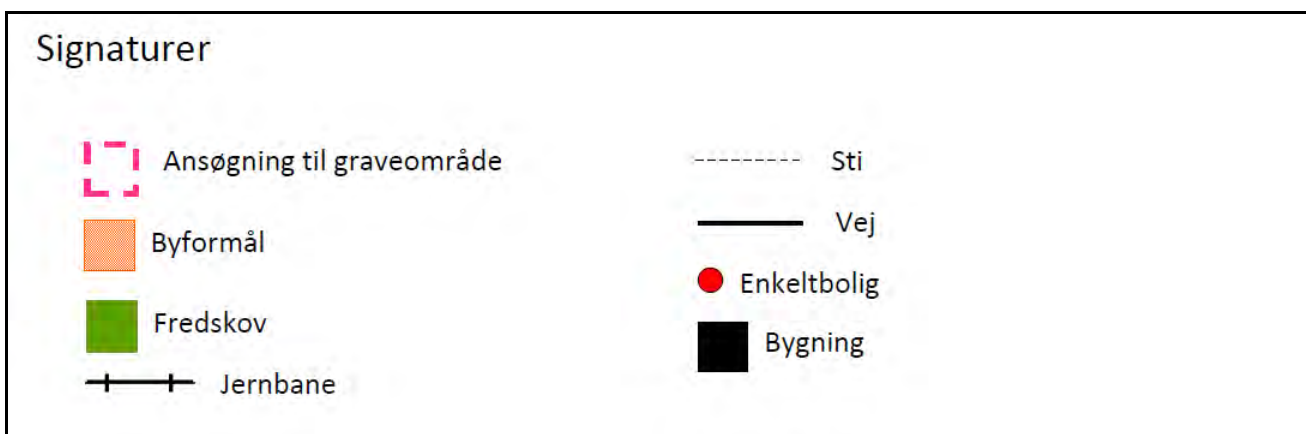 Signaturer
Ansøgning til graveområde
Byformål
Fredskov
Jernbane
Sti
Vej
Enkeltbolig
Bygning